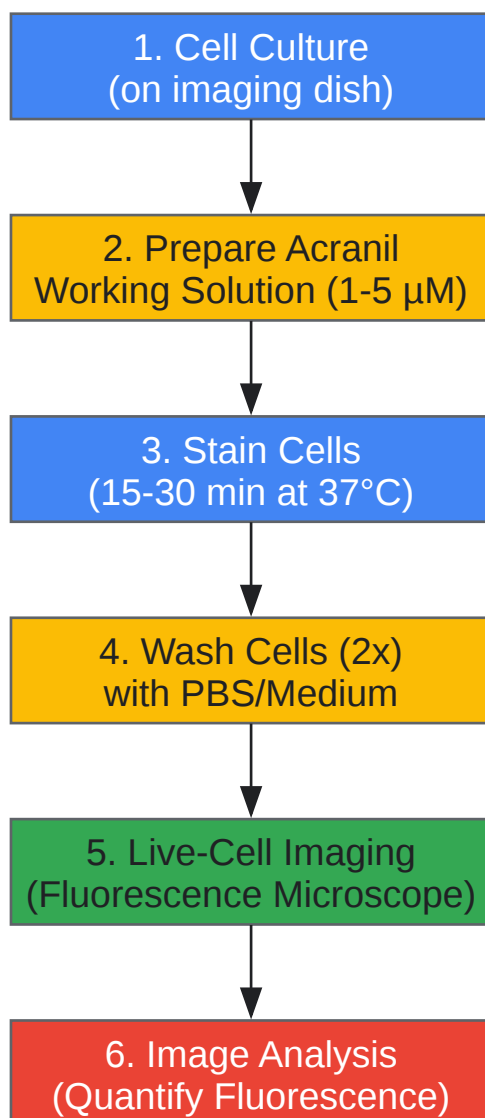 1. Cell Culture
(on imaging dish)
2. Prepare Acranil
Working Solution (1-5 µM)
3. Stain Cells
(15-30 min at 37°C)
4. Wash Cells (2x)
with PBS/Medium
5. Live-Cell Imaging
(Fluorescence Microscope)
6. Image Analysis
(Quantify Fluorescence)